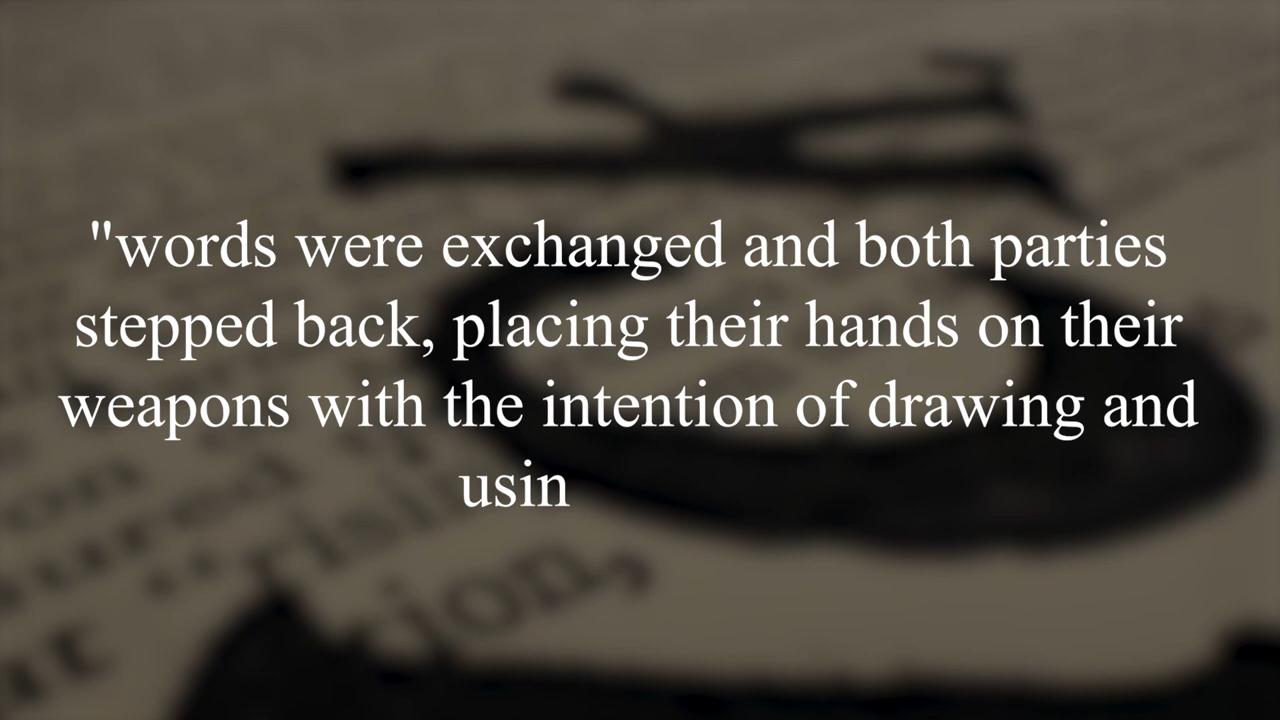 "words were exchanged and both parties
stepped back, placing their hands on their
weapons with the intention of drawing and
usin